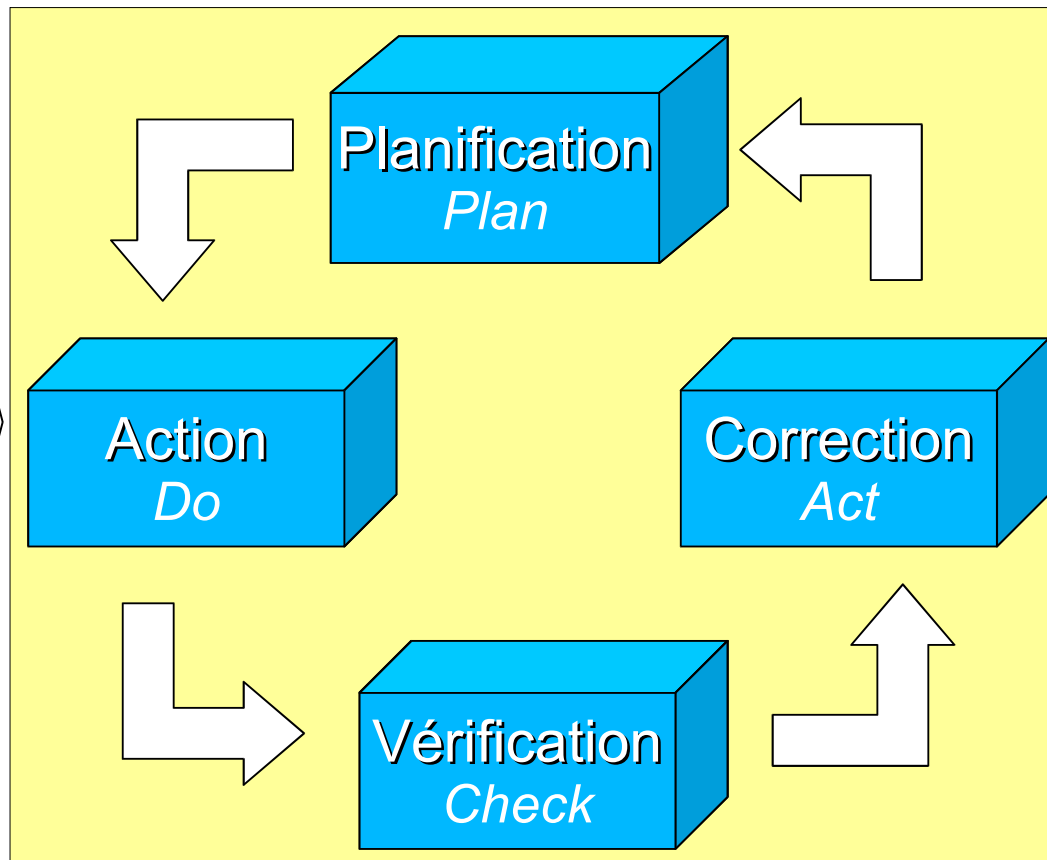 Planification
Plan
Action
Do
Correction
Act
Vérification
Check